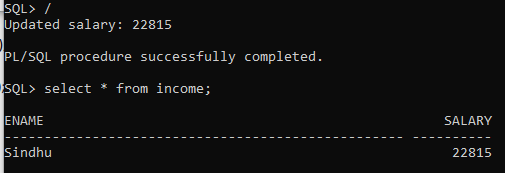 SQL> /
Updated salary: 22815
PL/SQL procedure successfully completed.
SQL> select * from income;
ENAME SALARY
-------------------------------------------------- ----------
Sindhu 22815